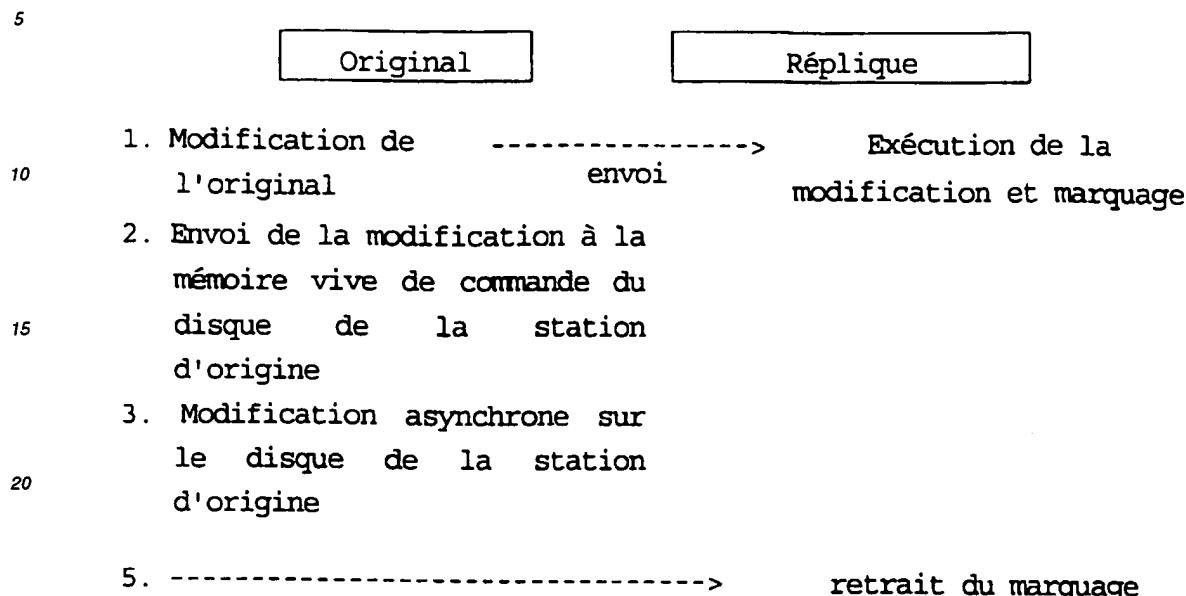 5
Original Réplique
1. Modification de ----------------> Exécution de la
10 l'original envoi modification et marquage
2. Envoi de la modification à la
mémoire vive de commande du
15 disque de la station
d'origine
3. Modification asynchrone sur
le disque de la station
20 d'origine
5. ---------------------------------> retrait du marquage